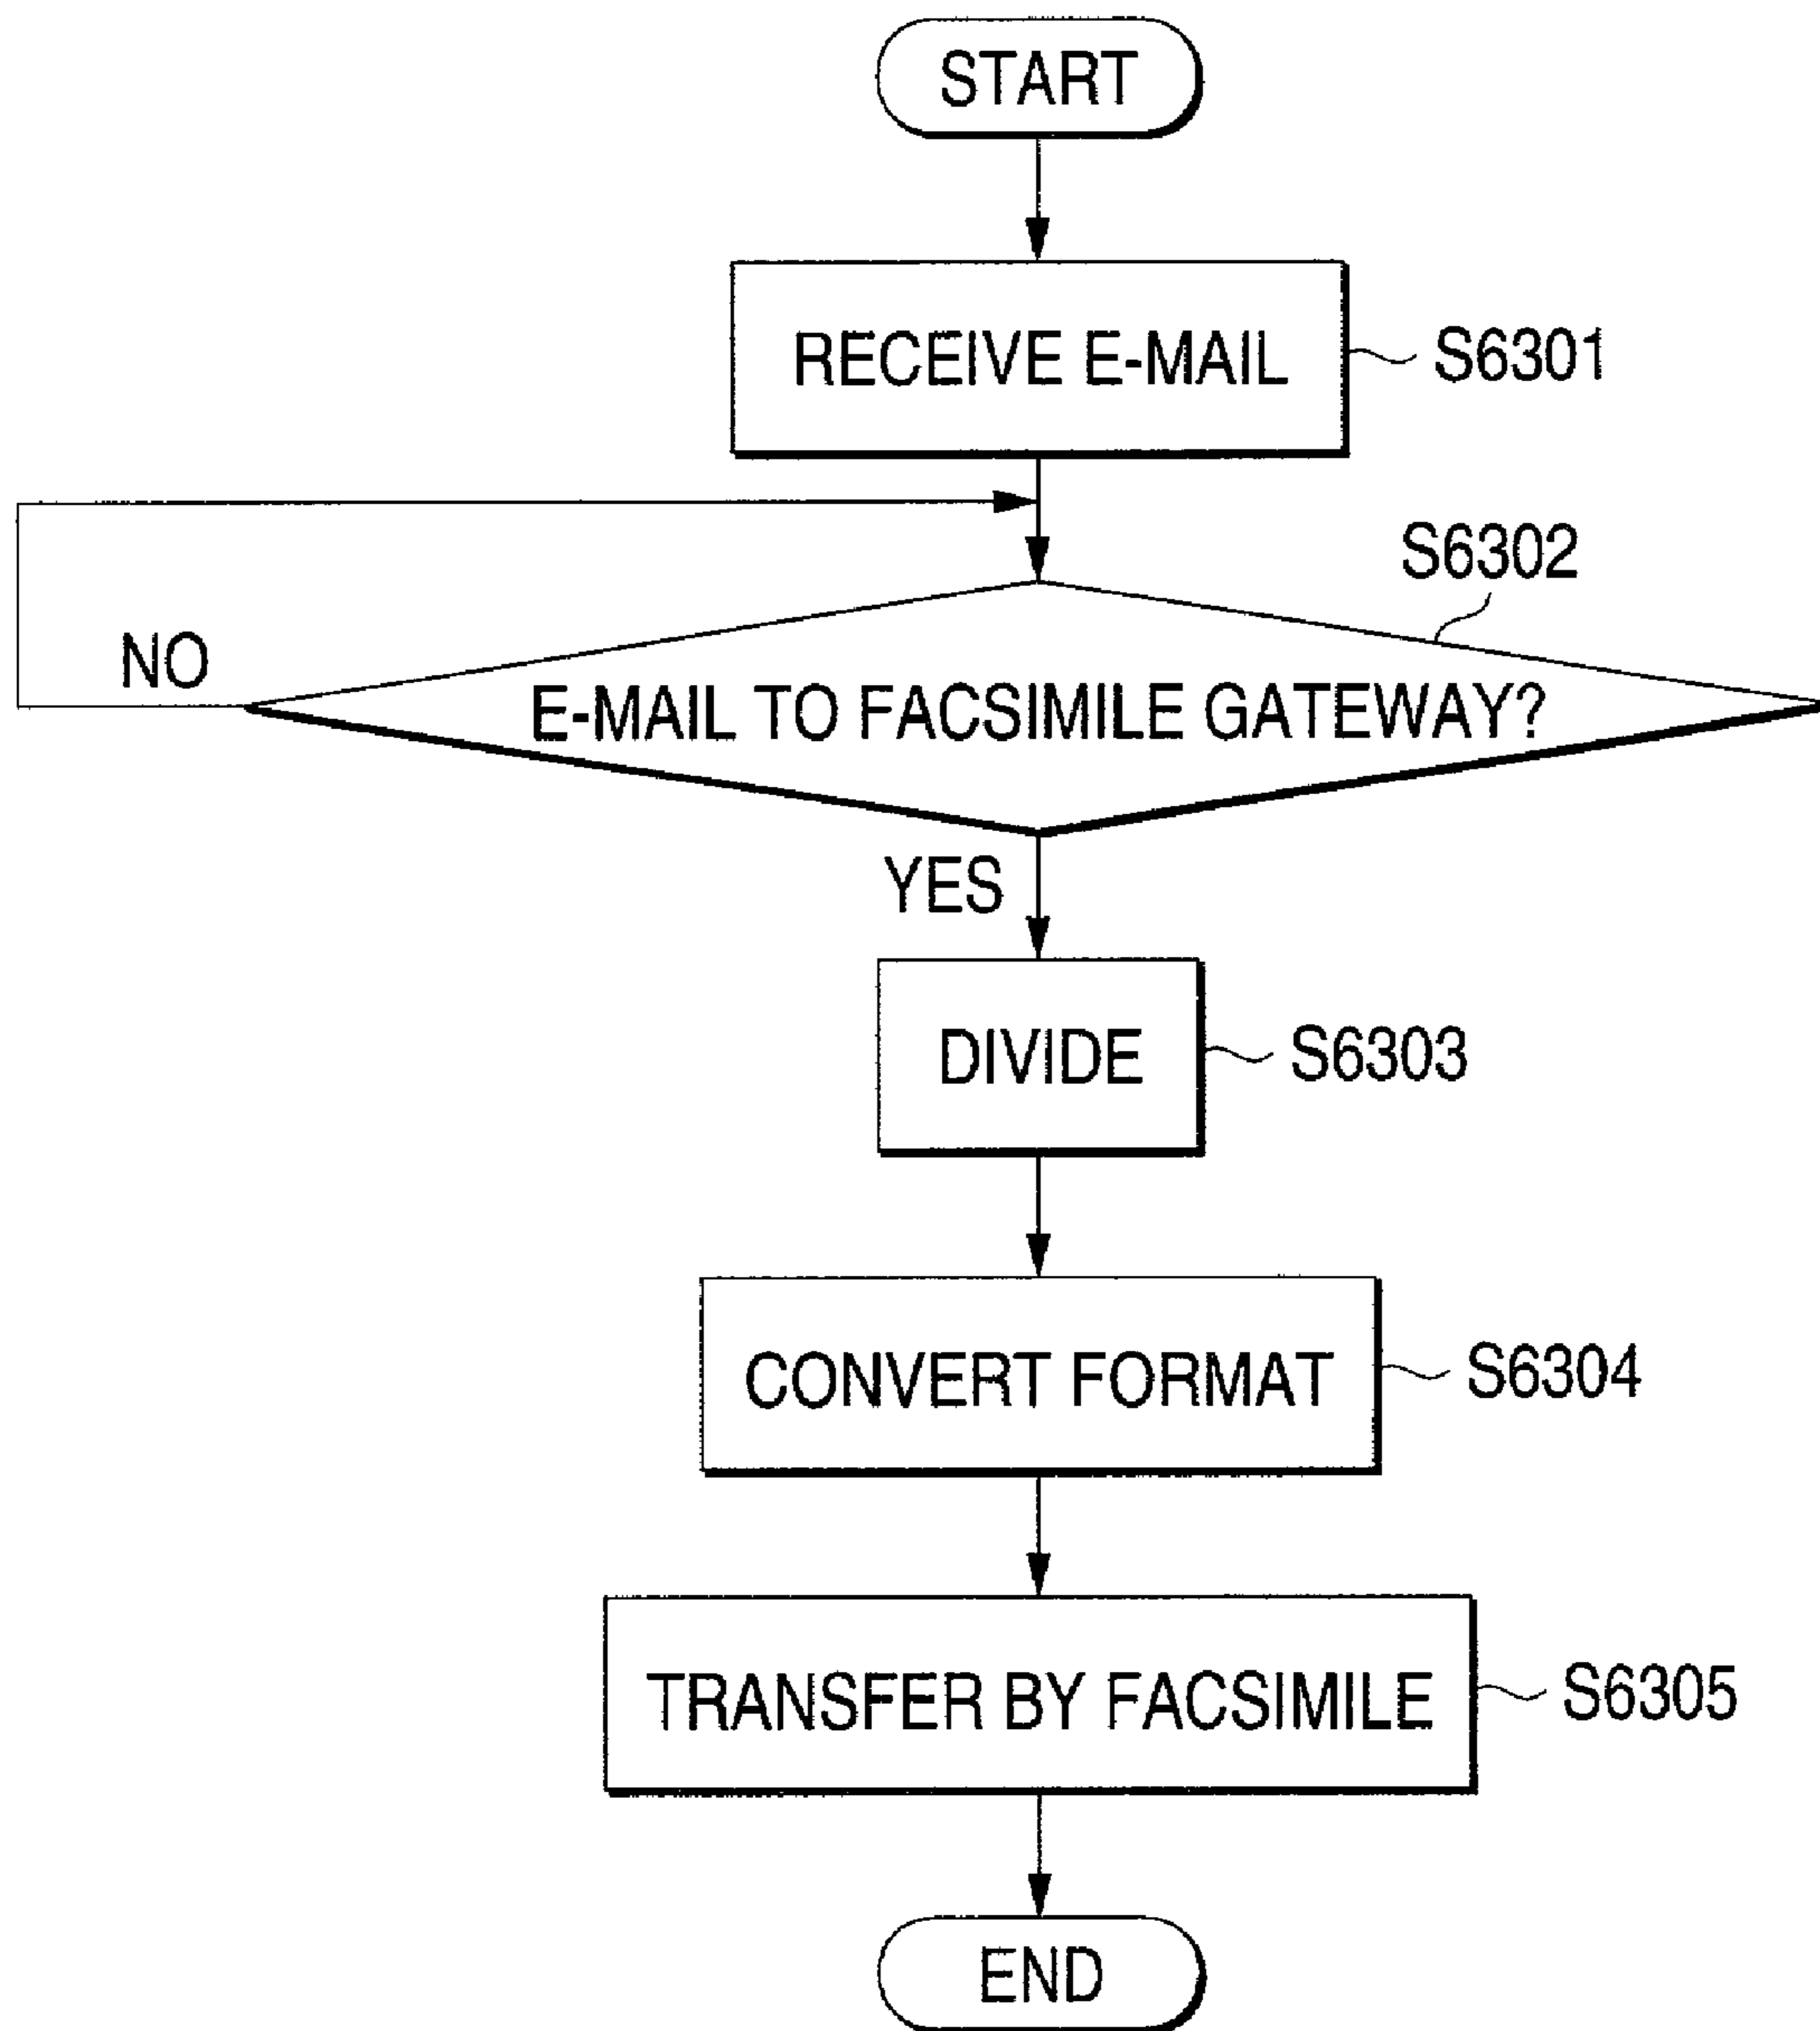 START
RECEIVE E-MAIL
S6301
S6302
NO
E-MAIL TO FACSIMILE GATEWAY?
YES
DIVIDE
S6303
CONVERT FORMAT
S6304
TRANSFER BY FACSIMILE
S6305
END